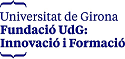 Universitat de Girona
Fundació UdG:
Innovació i Formació